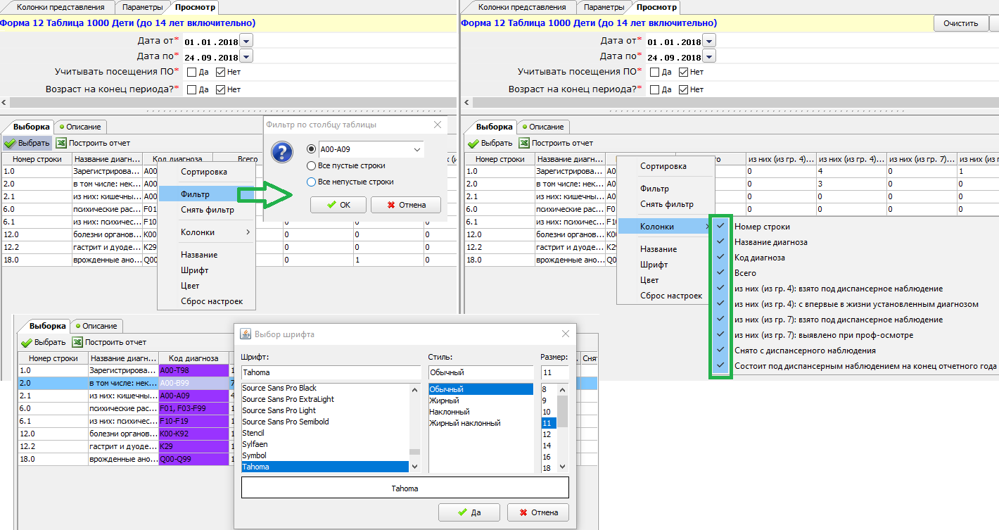 Колонки представления Параметры Просмотр
Форма 12 Таблица 1000 Дети (до 14 лет включительно)
Дата от* 01.01.2018
Дата по* 24.09.2018
Учитывать посещения ПО* Да Нет
Возраст на конец периода?* Да Нет
Выборка Описание
Выбрать Построить отчет
Номер строки Название диагн... Код диагноза Всего
1.0 Зарегистрирова... A00
2.0 в том числе: нек... A00
2.1 из них: кишечны... A00
6.0 психические рас... F01
6.1 из них: психичес... F10 0 0 0
12.0 болезни органов... K00 0 0 0
12.2 гастрит и дуоде... K29 0 0 0
18.0 врожденные ано... Q00 0 1 0
Сортировка
Фильтр
Снять фильтр
Колонки
Название
Шрифт
Цвет
Сброс настроек
Фильтр по столбцу таблицы
A00-A09
Все пустые строки
Все непустые строки
OK Отмена
Колонки представления Параметры Просмотр
Форма 12 Таблица 1000 Дети (до 14 лет включительно) Очистить
Дата от* 01.01.2018
Дата по* 24.09.2018
Учитывать посещения ПО* Да Нет
Возраст на конец периода?* Да Нет
Выборка Описание
Выбрать Построить отчет
Номер строки Название диагн... из них (из гр. 4)... из них (из гр. 4)... из них (из гр. 7)... из них (из
1.0 Зарегистрирова... A0 0 4 0 1
2.0 в том числе: нек... A0 0 3 0 0
2.1 из них: кишечны... A0 0 0 0 0
6.0 психические рас... F0 0 0 0 0
6.1 из них: психичес... F10
12.0 болезни органов... K00
12.2 гастрит и дуоде... K29
18.0 врожденные ано... Q00
Сортировка
Фильтр
Снять фильтр
Колонки
Название
Шрифт
Цвет
Сброс настроек
Номер строки
Название диагноза
Код диагноза
Всего
из них (из гр. 4): взято под диспансерное наблюдение
из них (из гр. 4): с впервые в жизни установленным диагнозом
из них (из гр. 7): взято под диспансерное наблюдение
из них (из гр. 7): выявлено при проф-осмотре
Снято с диспансерного наблюдения
Состоит под диспансерным наблюдением на конец отчетного года
Выборка Описание
Выбрать Построить отчет
Номер строки Название диагн... Код диагноза Сня
1.0 Зарегистрирова... A00-T98 1
2.0 в том числе: нек... A00-B99 7
2.1 из них: кишечны... A00-A09 4
6.0 психические рас... F01, F03-F99 1
6.1 из них: психичес... F10-F19 1
12.0 болезни органов... K00-K92 1
12.2 гастрит и дуоде... K29 1
18.0 врожденные ано... Q00-Q99 1
Выбор шрифта
Шрифт: Стиль: Размер:
Tahoma Обычный 11
Source Sans Pro Black
Source Sans Pro ExtraLight
Source Sans Pro Light
Source Sans Pro Semibold
Stencil
Sylfaen
Symbol
Tahoma
Обычный
Жирный
Наклонный
Жирный наклонный
8
9
10
11
12
14
16
18
Tahoma
Да Отмена